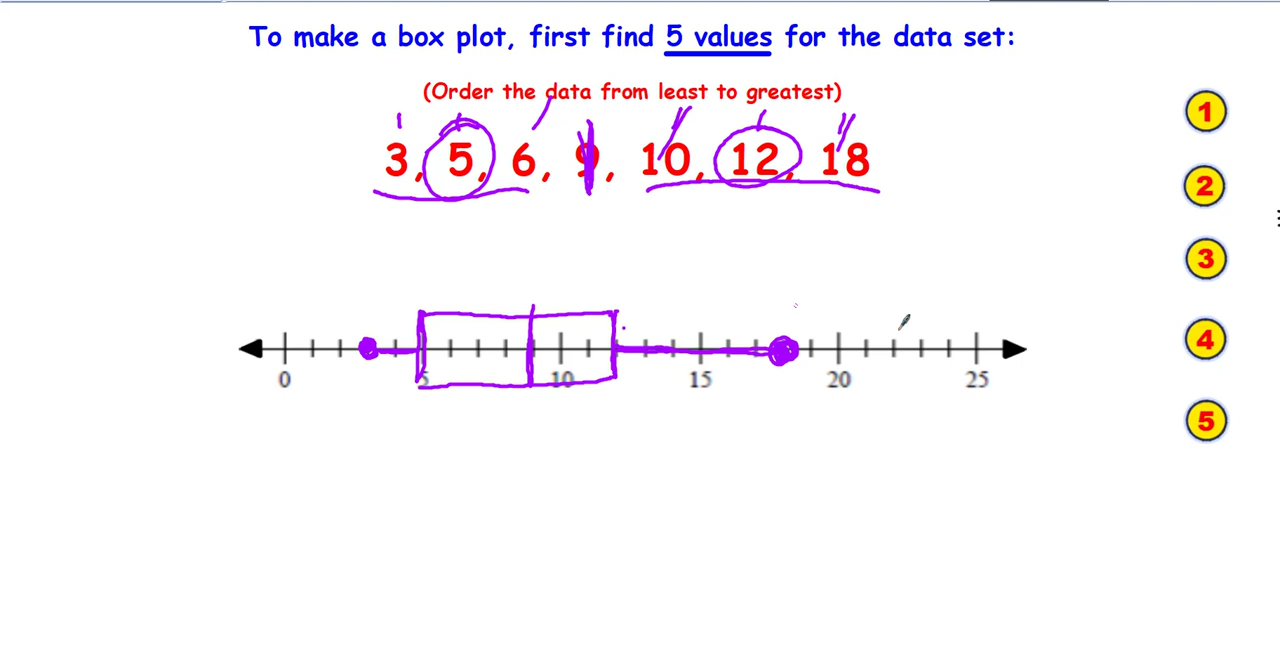 To make a box plot, first find 5 values for the data set:
(Order the data from least to greatest)
3, 5, 6, 9, 10, 12, 18
1
2
3
4
5
0 5 10 15 20 25